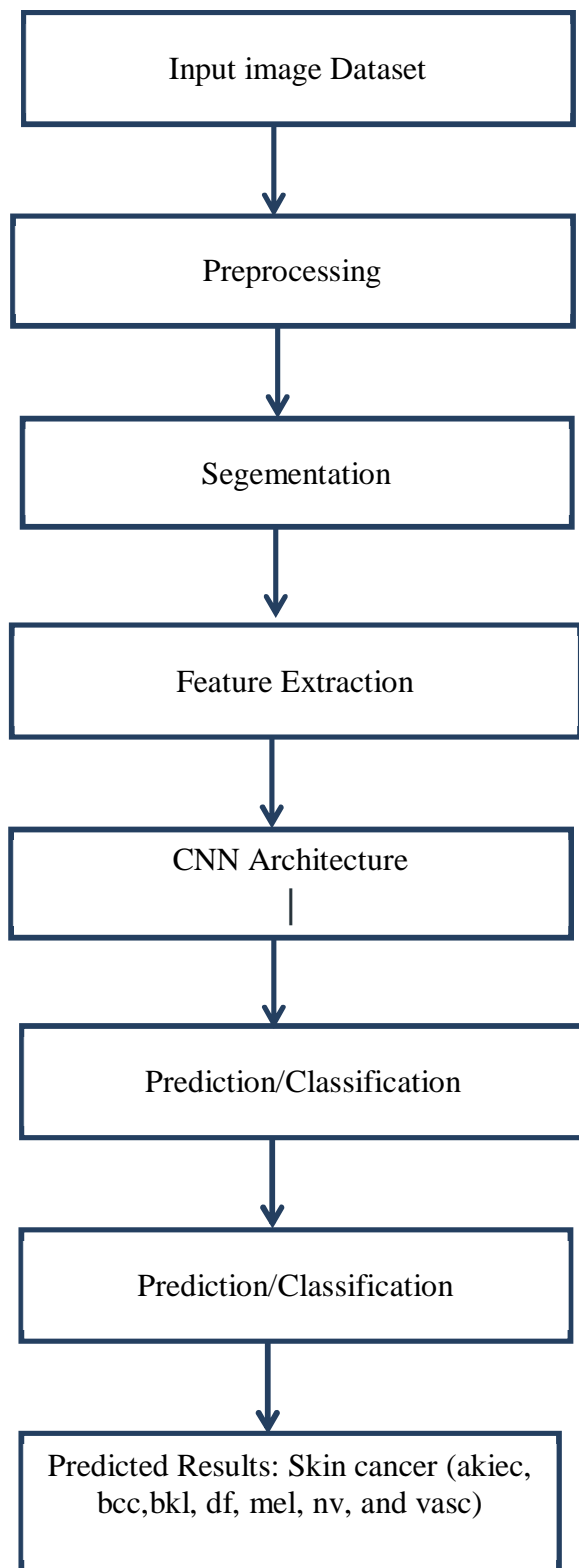 Input image Dataset
Preprocessing
Segementation
Feature Extraction
CNN Architecture
Prediction/Classification
Prediction/Classification
Predicted Results: Skin cancer (akiec,
bcc,bkl, df, mel, nv, and vasc)